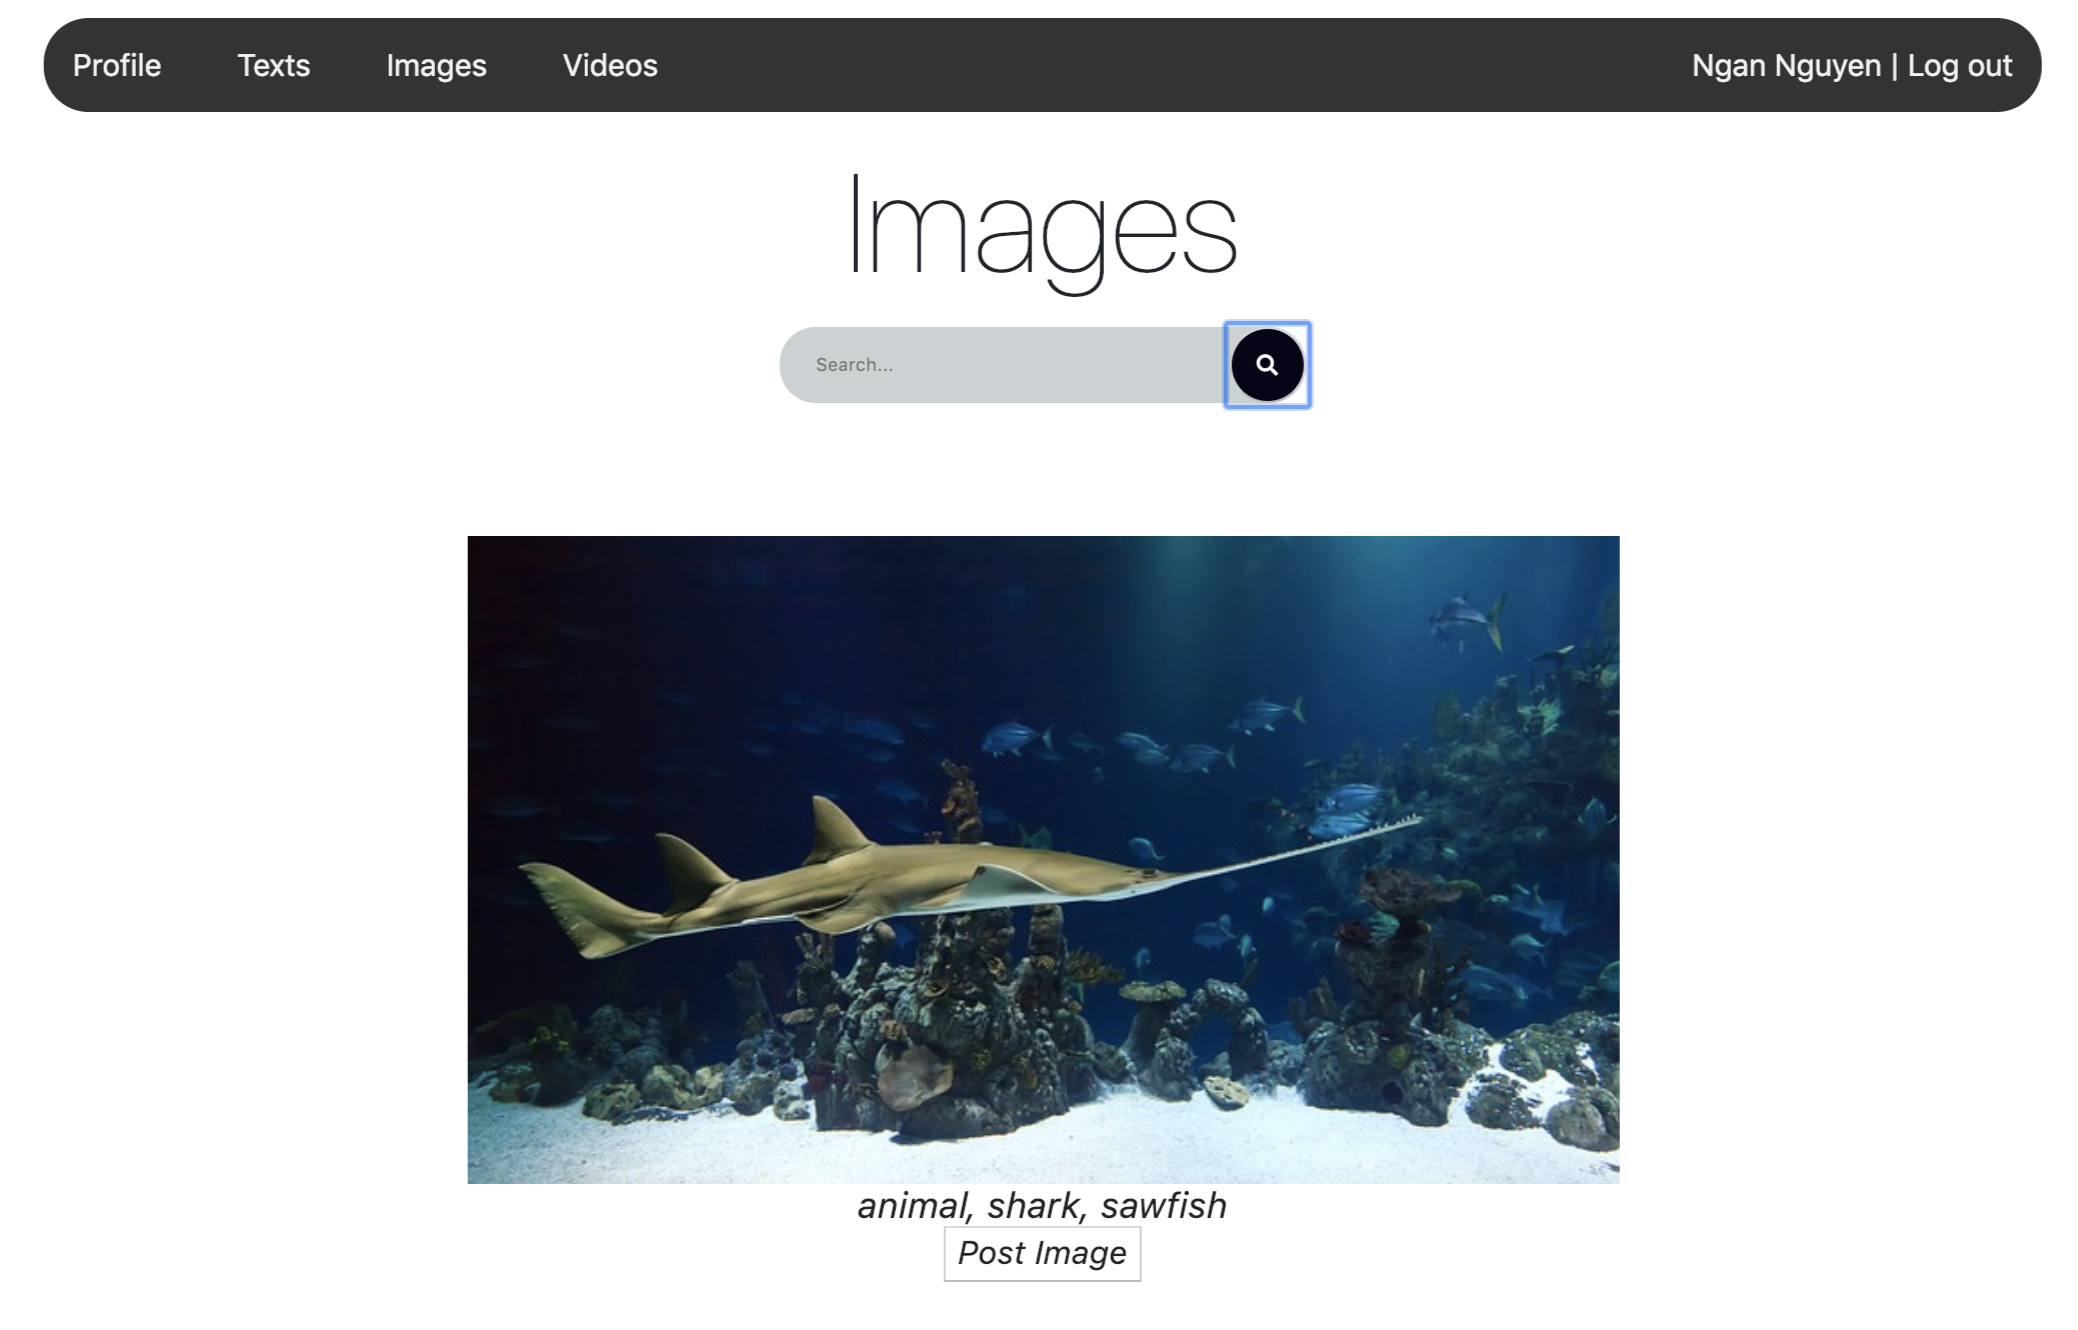 Profile Texts Images Videos Ngan Nguyen | Log out
Images
Search...
animal, shark, sawfish
Post Image